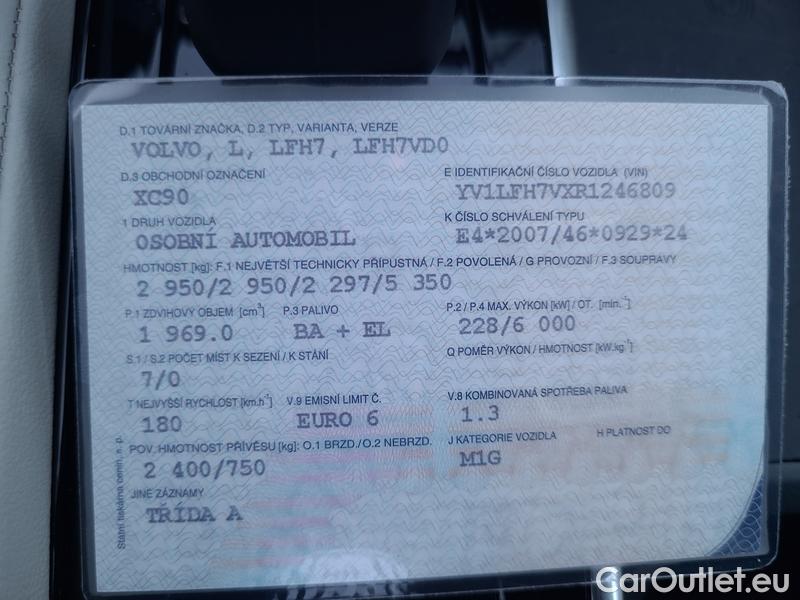 D.1 TOVÁRNÍ ZNAČKA, D.2 TYP, VARIANTA, VERZE
VOLVO, L, LFH7, LFH7VD0
D.3 OBCHODNÍ OZNAČENÍ E IDENTIFIKAČNÍ ČÍSLO VOZIDLA (VIN)
XC90 YV1LFH7VXR1246809
1 DRUH VOZIDLA K ČÍSLO SCHVÁLENÍ TYPU
OSOBNÍ AUTOMOBIL E4*2007/46*0929*24
HMOTNOST [kg]: F.1 NEJVĚTŠÍ TECHNICKY PŘÍPUSTNÁ / F.2 POVOLENÁ / G PROVOZNÍ / F.3 SOUPRAVY
2 950/2 950/2 297/5 350
P.1 ZDVIHOVÝ OBJEM [cm³] P.3 PALIVO P.2 / P.4 MAX. VÝKON [kW] / OT. [min.⁻¹]
1 969.0 BA + EL 228/6 000
S.1 / S.2 POČET MÍST K SEZENÍ / K STÁNÍ Q POMĚR VÝKON / HMOTNOST [kW.kg⁻¹]
7/0
T NEJVYŠŠÍ RYCHLOST [km.h⁻¹] V.9 EMISNÍ LIMIT Č. V.8 KOMBINOVANÁ SPOTŘEBA PALIVA
180 EURO 6 1.3
POV. HMOTNOST PŘÍVĚSU [kg]: O.1 BRZD./O.2 NEBRZD. J KATEGORIE VOZIDLA H PLATNOST DO
2 400/750 M1G
JINÉ ZÁZNAMY
TŘÍDA A
Státní tiskárna cenin, s. p.
CarOutlet.eu